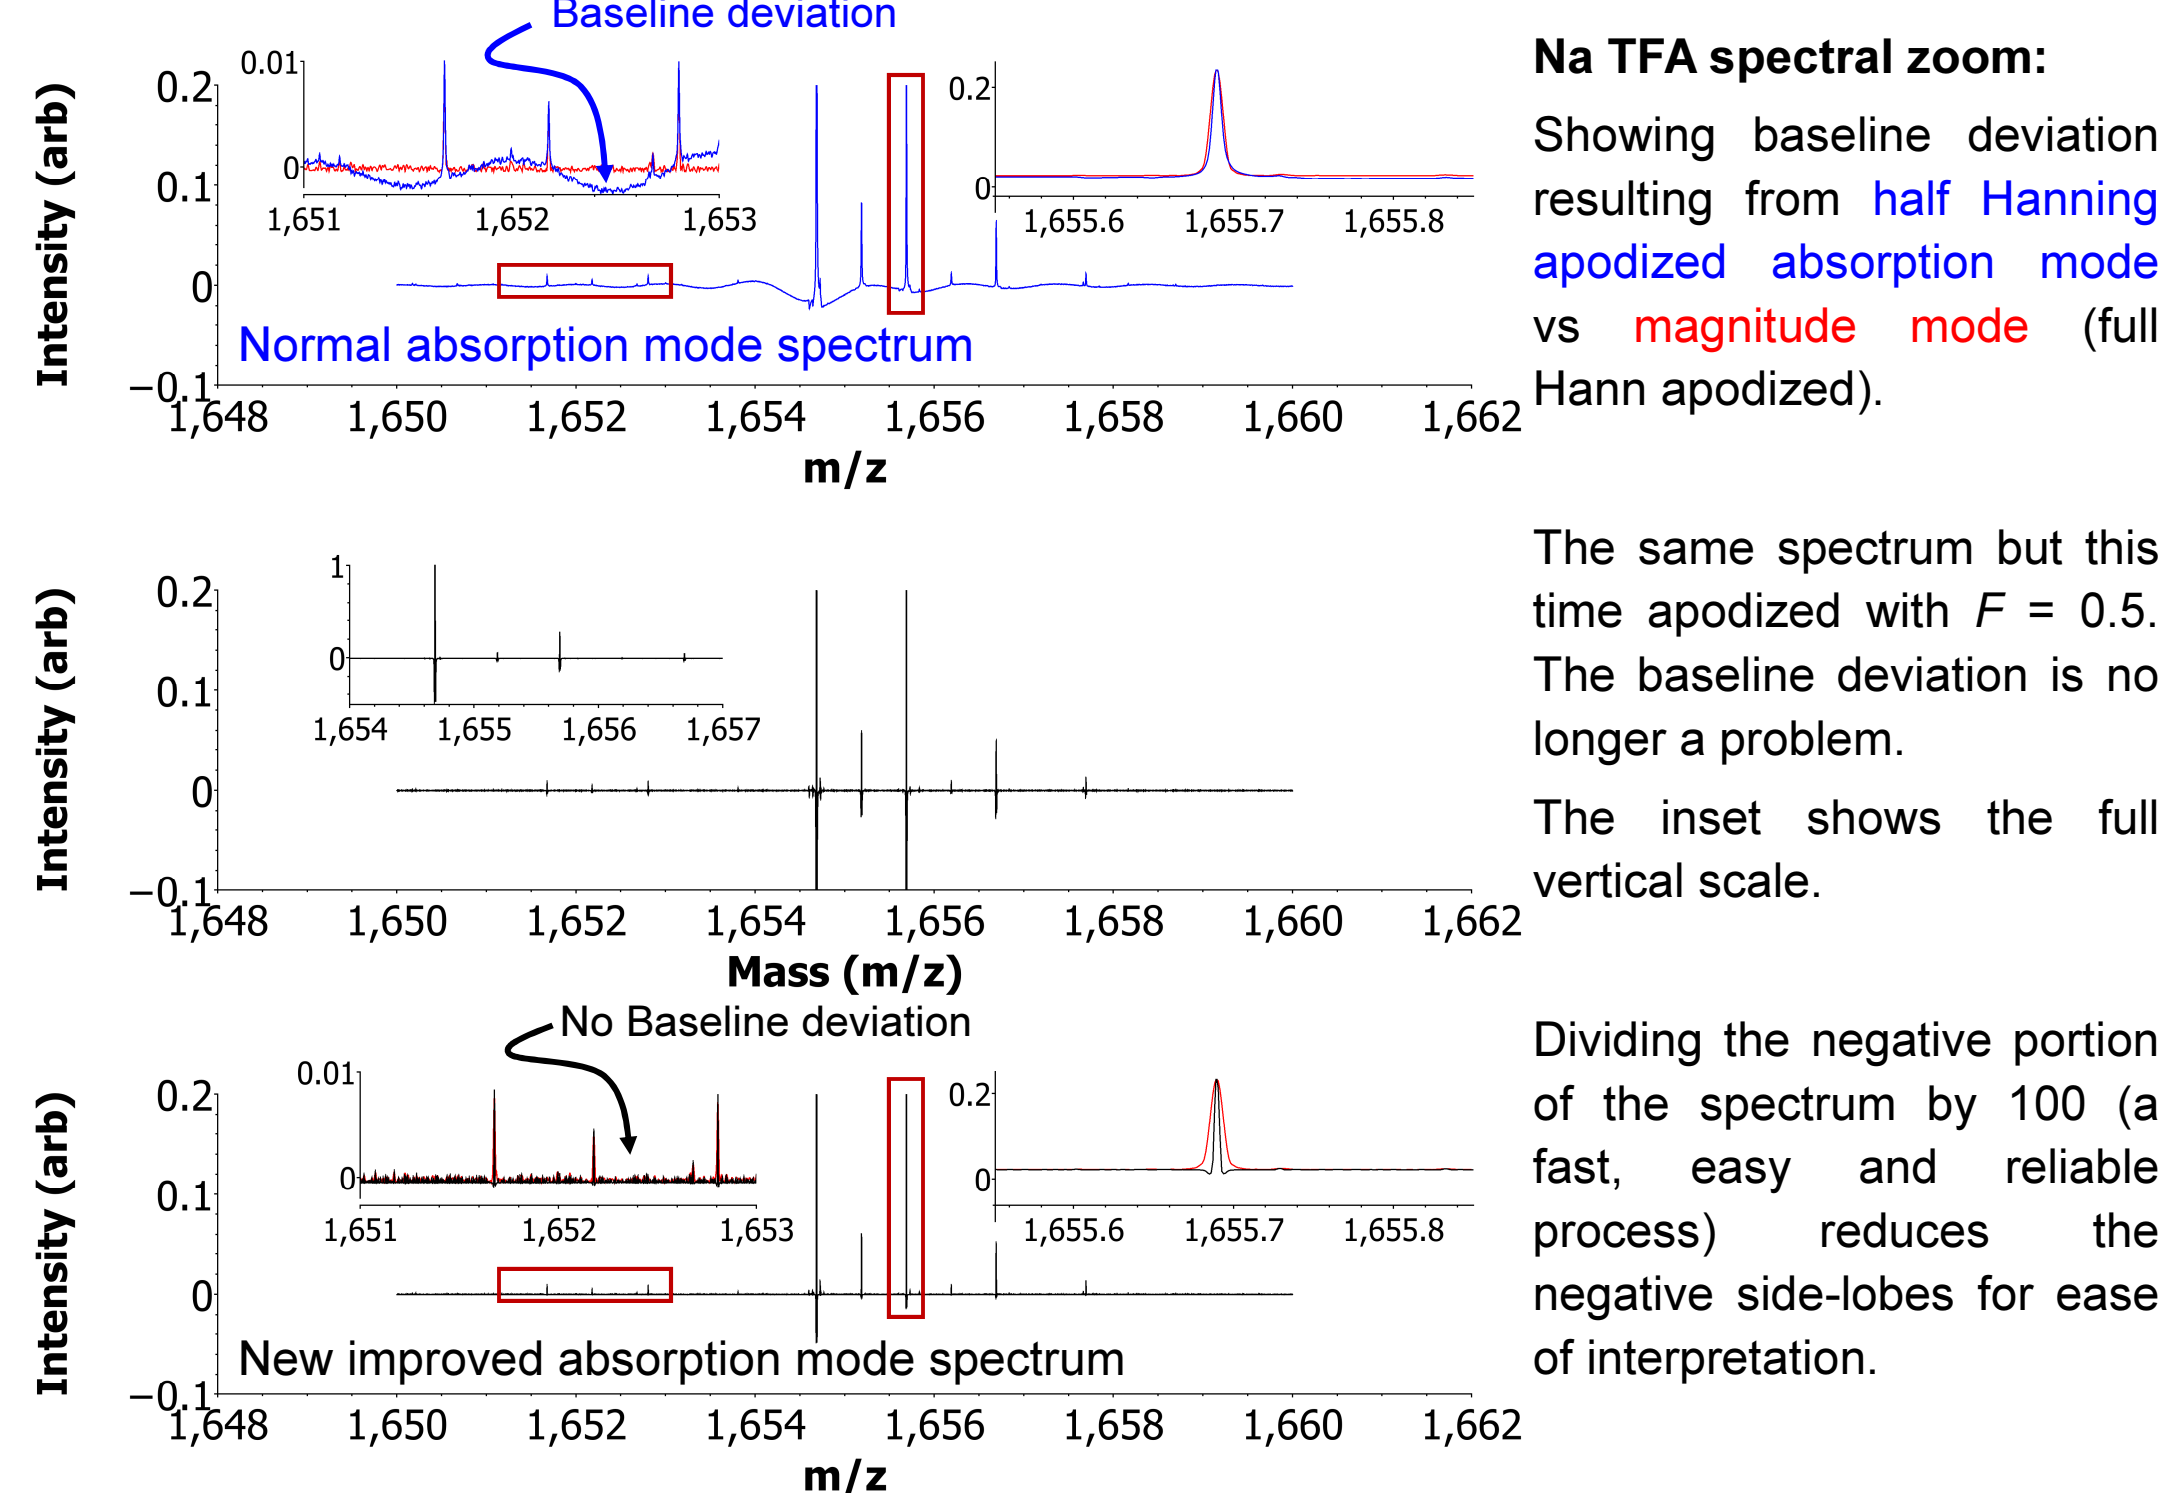 Baseline deviation
0.01
0
1,651
1,652
1,653
0.2
0
1,655.6
1,655.7
1,655.8
Intensity (arb)
0.2
0.1
0
−0.1
Normal absorption mode spectrum
1,648
1,650
1,652
1,654
1,656
1,658
1,660
1,662
m/z
Na TFA spectral zoom:
Showing baseline deviation
resulting from half Hanning
apodized absorption mode
vs magnitude mode (full
Hann apodized).
1
0
1,654
1,655
1,656
1,657
Intensity (arb)
0.2
0.1
0
−0.1
1,648
1,650
1,652
1,654
1,656
1,658
1,660
1,662
Mass (m/z)
The same spectrum but this
time apodized with F = 0.5.
The baseline deviation is no
longer a problem.
The inset shows the full
vertical scale.
No Baseline deviation
0.01
0
1,651
1,652
1,653
0.2
0
1,655.6
1,655.7
1,655.8
Intensity (arb)
0.2
0.1
0
−0.1
New improved absorption mode spectrum
1,648
1,650
1,652
1,654
1,656
1,658
1,660
1,662
m/z
Dividing the negative portion
of the spectrum by 100 (a
fast, easy and reliable
process) reduces the
negative side-lobes for ease
of interpretation.